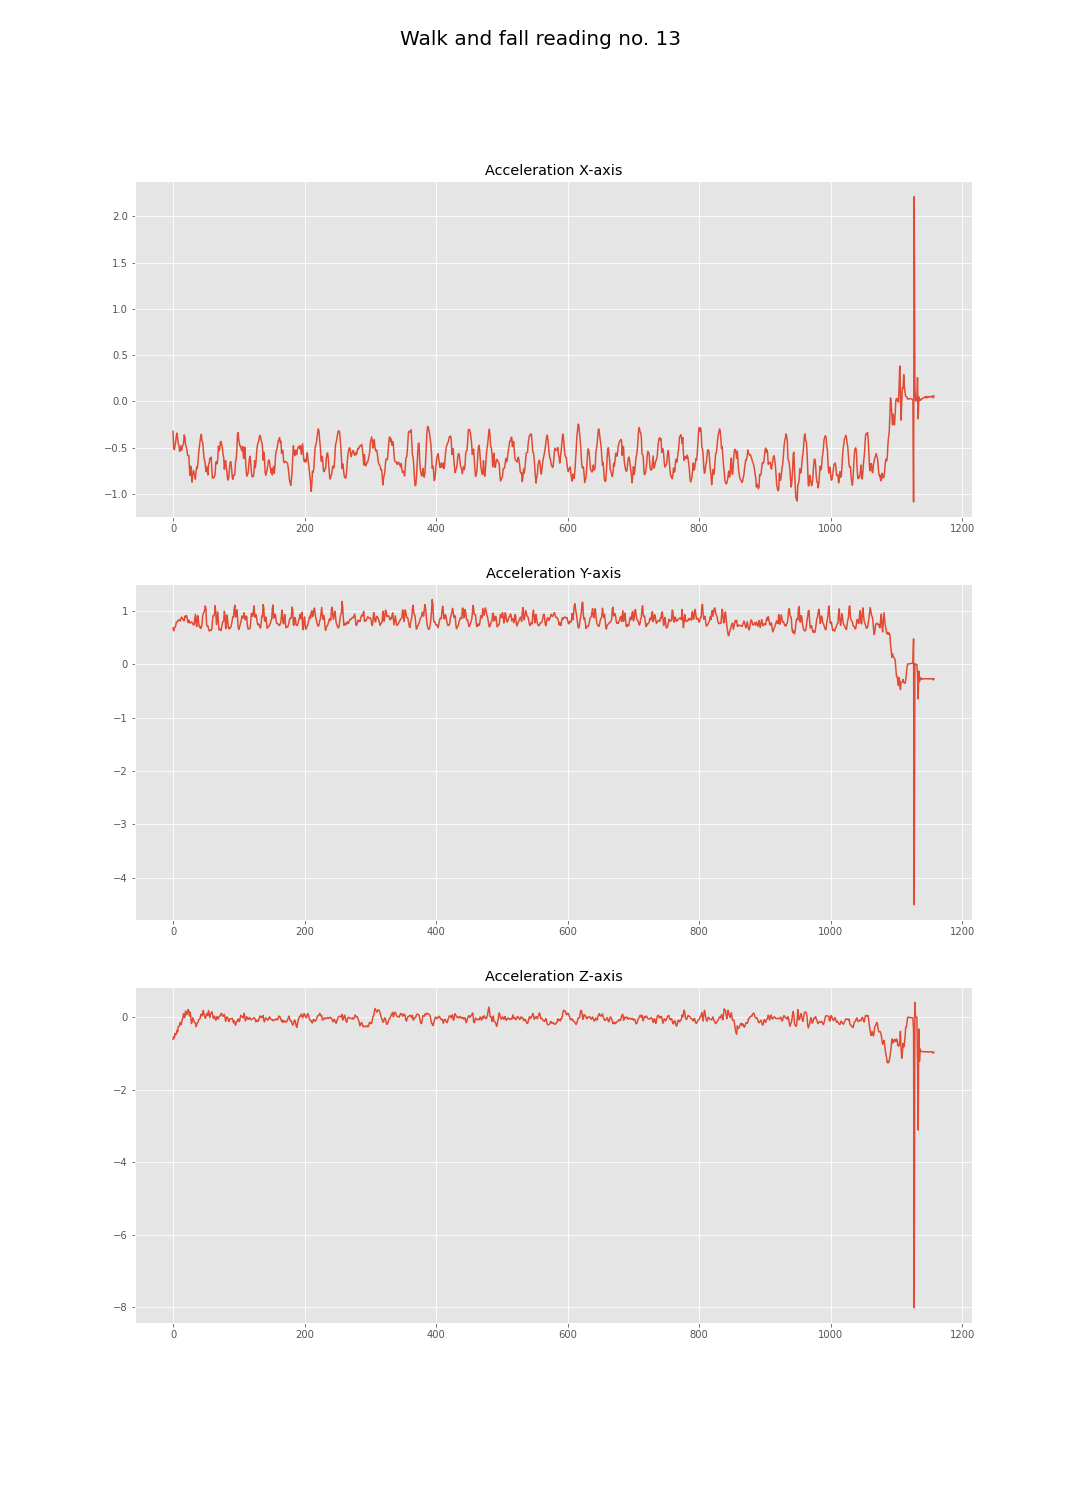 Walk and fall reading no. 13
Acceleration X-axis
2.0
1.5
1.0
0.5
0.0
−0.5
−1.0
0 200 400 600 800 1000 1200
Acceleration Y-axis
1
0
−1
−2
−3
−4
0 200 400 600 800 1000 1200
Acceleration Z-axis
0
−2
−4
−6
−8
0 200 400 600 800 1000 1200